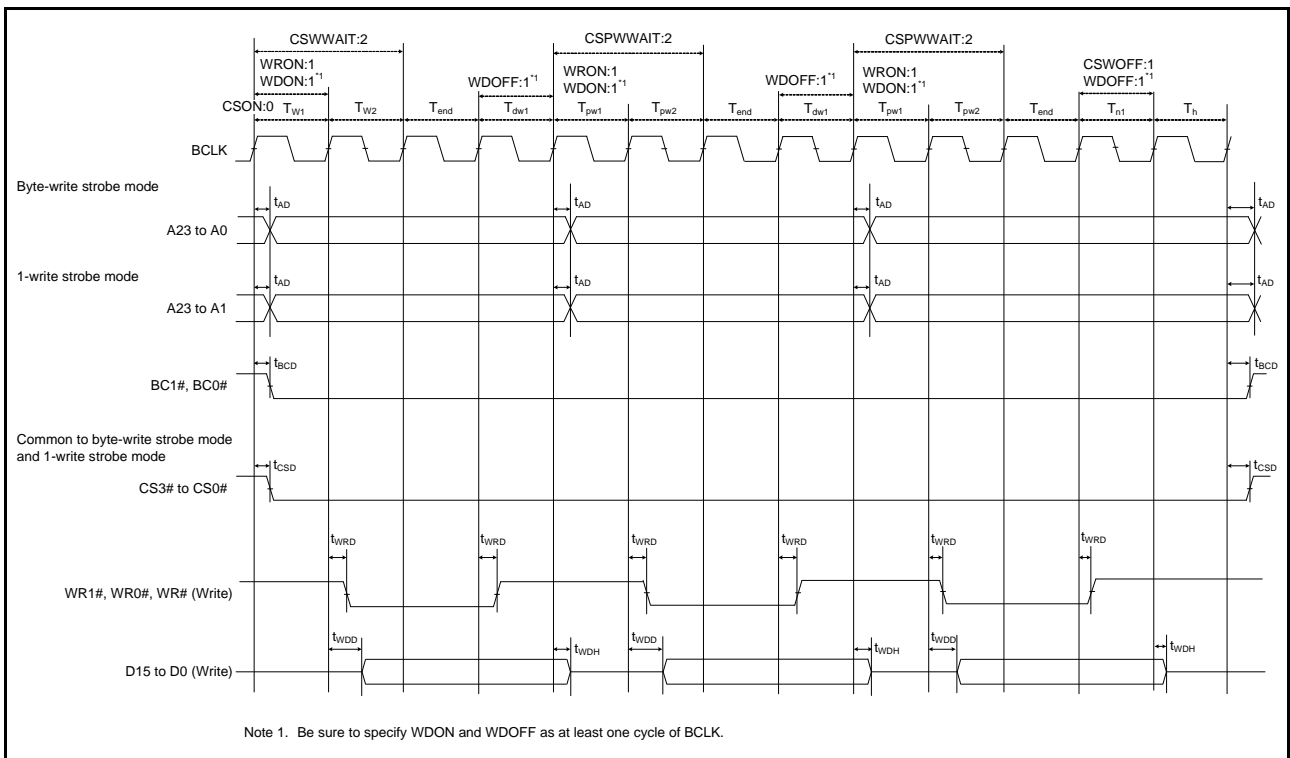 CSWWAIT:2 CSPWWAIT:2 CSPWWAIT:2
WRON:1 WRON:1 WRON:1 CSWOFF:1
WDON:1*1 WDOFF:1*1 WDON:1*1 WDOFF:1*1 WDON:1*1 WDOFF:1*1
CSON:0 TW1 TW2 Tend Tdw1 Tpw1 Tpw2 Tend Tdw1 Tpw1 Tpw2 Tend Tn1 Th
BCLK
Byte-write strobe mode
tAD tAD tAD tAD
A23 to A0
1-write strobe mode
tAD tAD tAD tAD
A23 to A1
tBCD tBCD
BC1#, BC0#
Common to byte-write strobe mode
and 1-write strobe mode
tCSD tCSD
CS3# to CS0#
tWRD tWRD tWRD tWRD tWRD tWRD
WR1#, WR0#, WR# (Write)
tWDD tWDH tWDD tWDH tWDD tWDH
D15 to D0 (Write)
Note 1. Be sure to specify WDON and WDOFF as at least one cycle of BCLK.